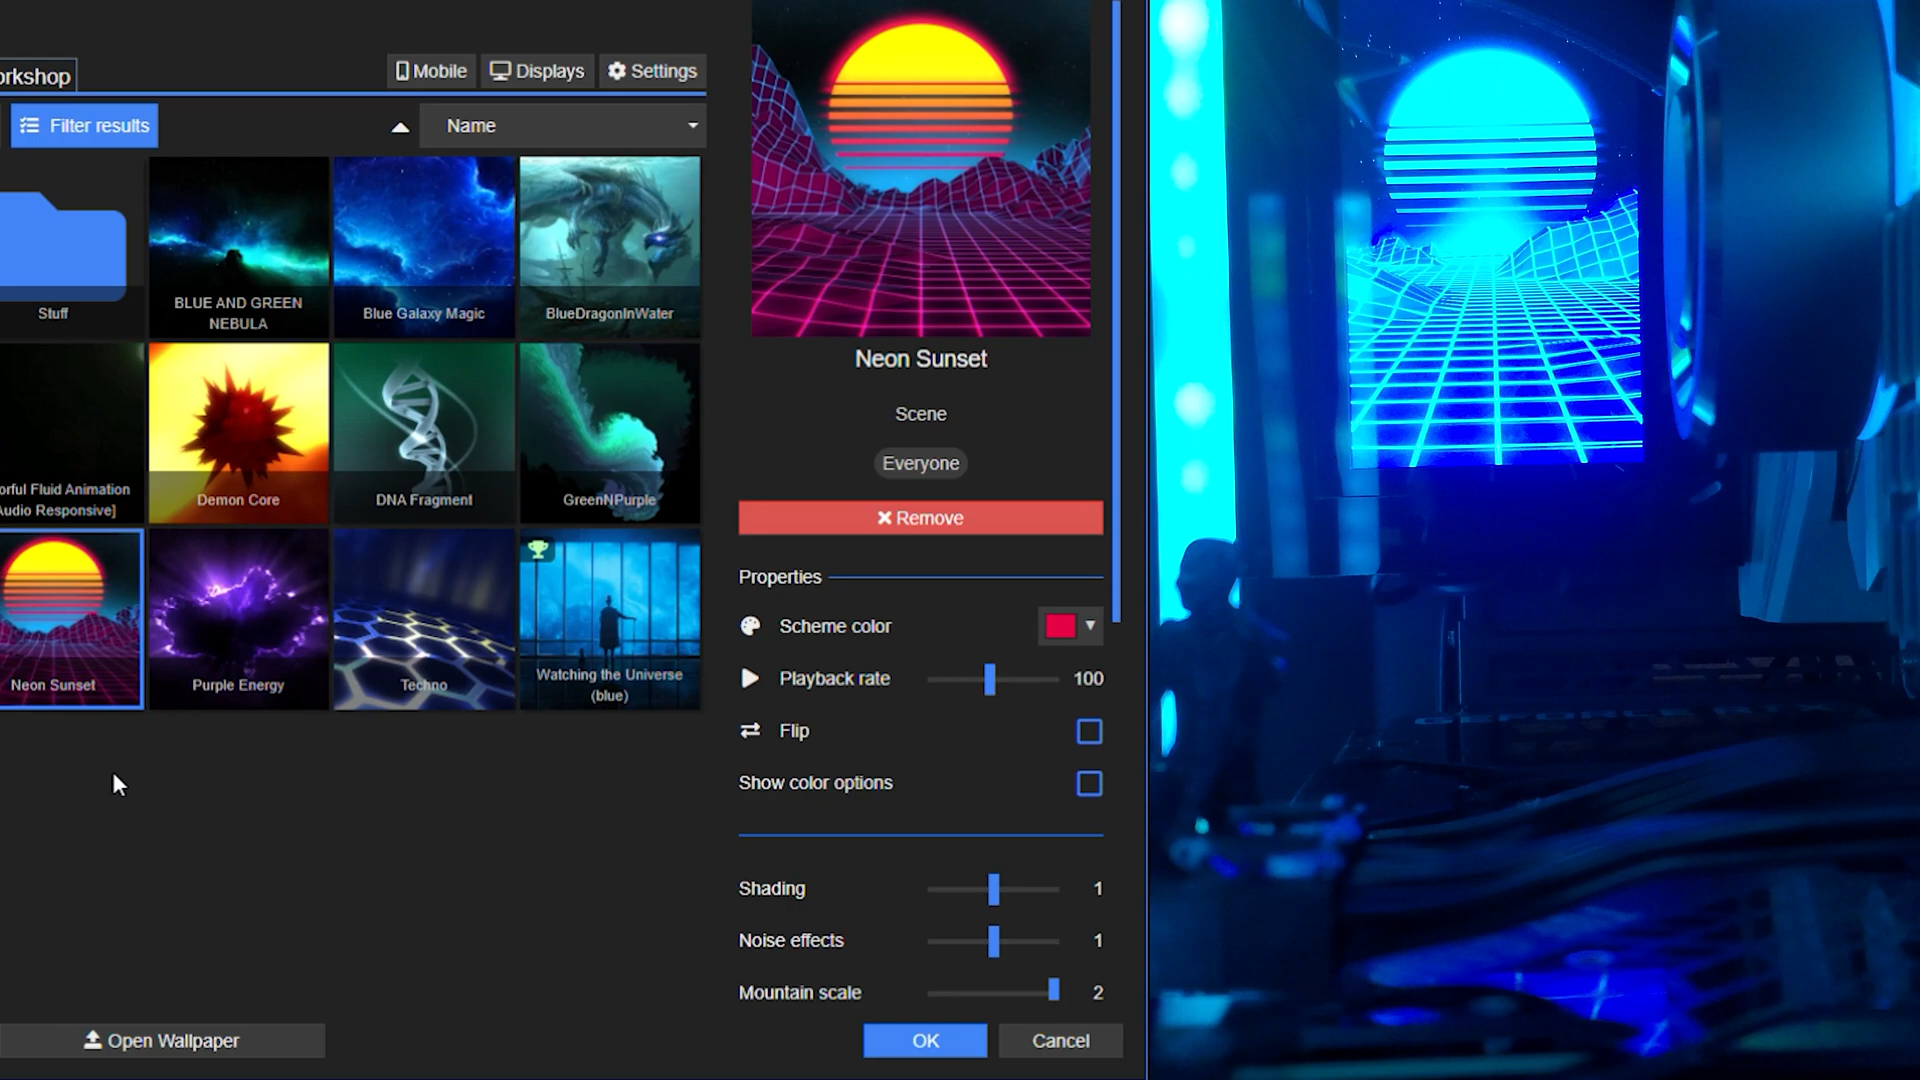 orkshop
Mobile
Displays
Settings
Filter results
Name
Stuff
BLUE AND GREEN
NEBULA
Blue Galaxy Magic
BlueDragonInWater
orful Fluid Animation
Audio Responsive]
Demon Core
DNA Fragment
GreenNPurple
Neon Sunset
Purple Energy
Techno
Watching the Universe
(blue)
Neon Sunset
Scene
Everyone
Remove
Properties
Scheme color
Playback rate 100
Flip
Show color options
Shading 1
Noise effects 1
Mountain scale 2
Open Wallpaper
OK
Cancel